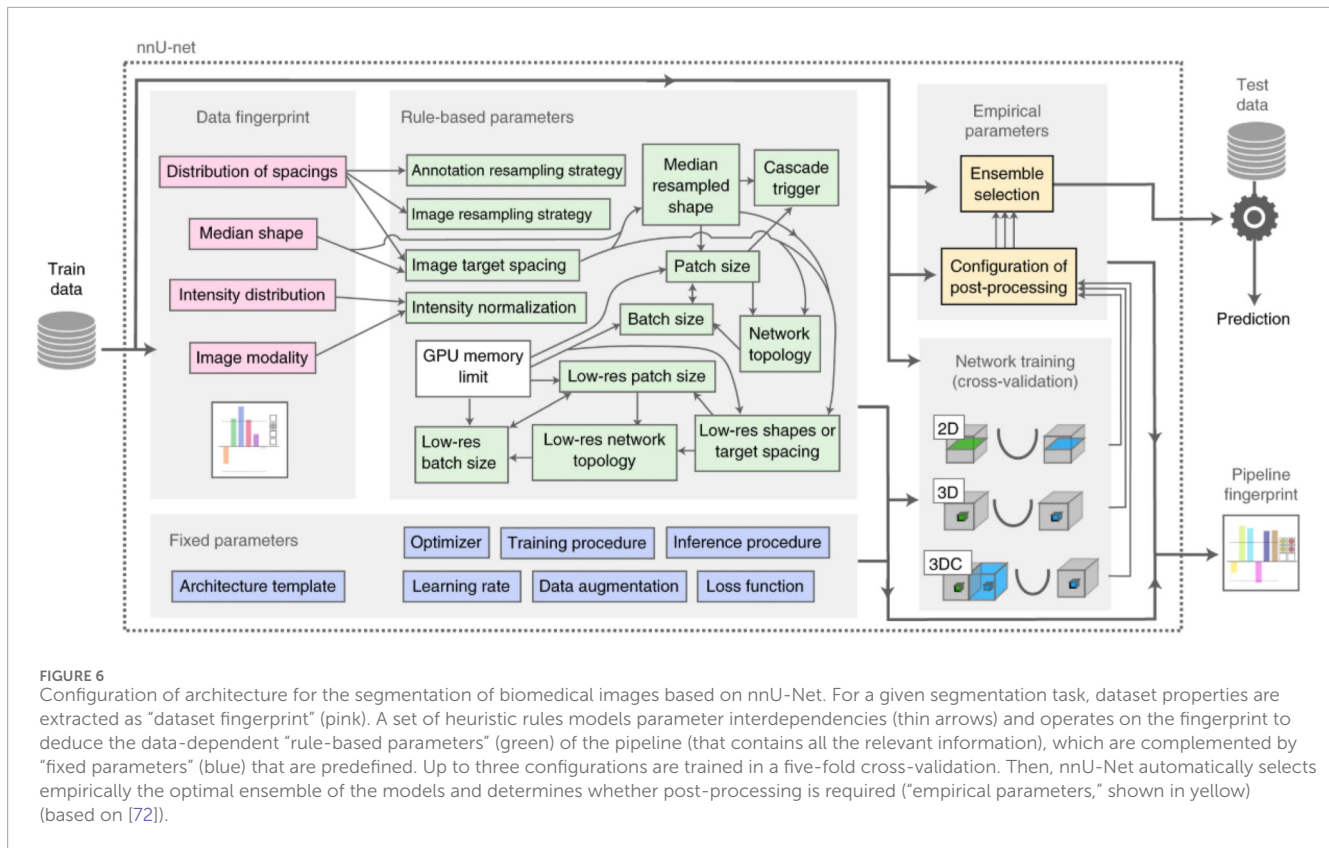 nnU-net
Data fingerprint
Distribution of spacings
Median shape
Intensity distribution
Image modality
Train
data
Rule-based parameters
Annotation resampling strategy
Image resampling strategy
Image target spacing
Intensity normalization
Median
resampled
shape
Cascade
trigger
Patch size
Batch size
Network
topology
GPU memory
limit
Low-res patch size
Low-res
batch size
Low-res network
topology
Low-res shapes or
target spacing
Fixed parameters
Architecture template
Optimizer
Training procedure
Inference procedure
Learning rate
Data augmentation
Loss function
Empirical
parameters
Ensemble
selection
Configuration of
post-processing
Network training
(cross-validation)
2D
3D
3DC
Test
data
Prediction
Pipeline
fingerprint
FIGURE 6
Configuration of architecture for the segmentation of biomedical images based on nnU-Net. For a given segmentation task, dataset properties are
extracted as “dataset fingerprint” (pink). A set of heuristic rules models parameter interdependencies (thin arrows) and operates on the fingerprint to
deduce the data-dependent “rule-based parameters” (green) of the pipeline (that contains all the relevant information), which are complemented by
“fixed parameters” (blue) that are predefined. Up to three configurations are trained in a five-fold cross-validation. Then, nnU-Net automatically selects
empirically the optimal ensemble of the models and determines whether post-processing is required (“empirical parameters,” shown in yellow)
(based on [72]).